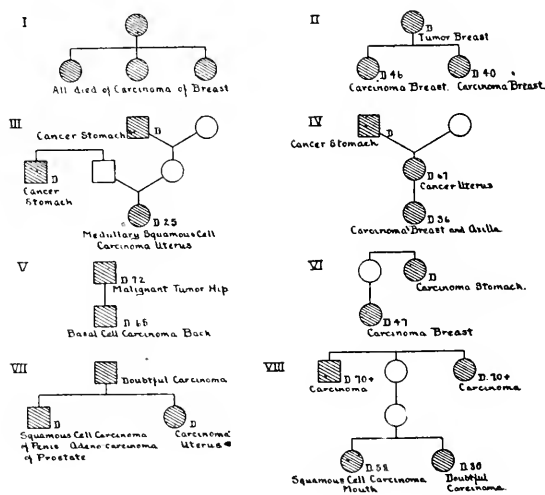 I
All died of Carcinoma of Breast
II
D
Tumor Breast
D 46
D 40
Carcinoma Breast. Carcinoma Breast.
III
Cancer Stomach
D
D
Cancer
Stomach
D 25
Medullary Squamous Cell
Carcinoma Uterus
IV
D
Cancer Stomach
D 67
Cancer Uterus
D 36
Carcinoma Breast and Axilla
V
D 72
Malignant Tumor Hip
D 65
Basal Cell Carcinoma Back
VI
D
Carcinoma Stomach.
D 47
Carcinoma Breast
VII
Doubtful Carcinoma
D
D
Squamous Cell Carcinoma
of Penis Adeno carcinoma
of Prostate
Carcinoma
Uterus
VIII
D 70+
Carcinoma
D. 70+
Carcinoma
D. 58
Squamous Cell Carcinoma
Mouth
Doubtful
Carcinoma.